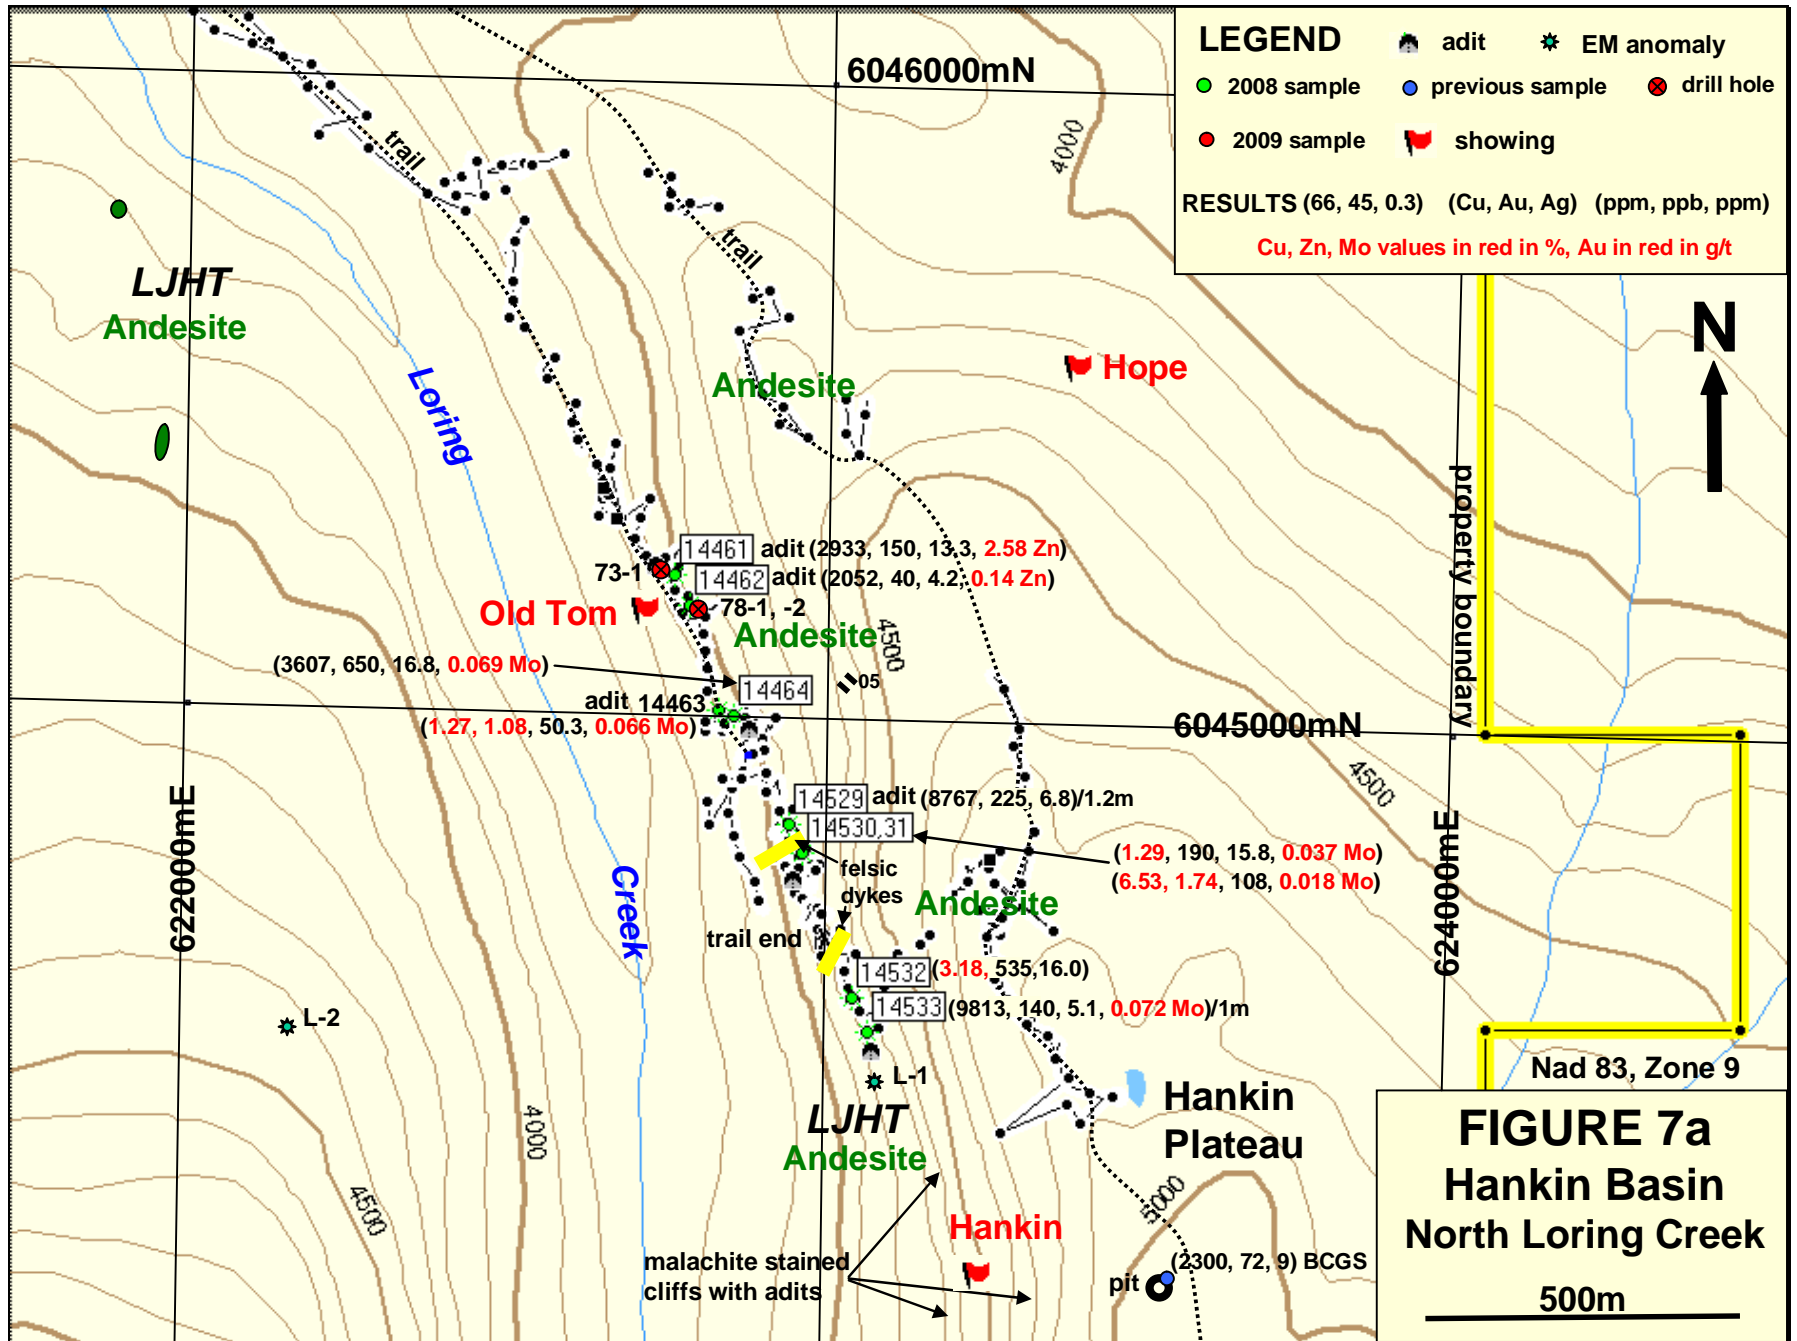 LEGEND
adit
EM anomaly
2008 sample
previous sample
drill hole
2009 sample
showing
RESULTS (66, 45, 0.3) (Cu, Au, Ag) (ppm, ppb, ppm)
Cu, Zn, Mo values in red in %, Au in red in g/t
6046000mN
4000
trail
trail
LJHT
Andesite
N
Hope
Andesite
Loring
property boundary
14461 adit (2933, 150, 13.3, 2.58 Zn)
73-1
14462 adit (2052, 40, 4.2, 0.14 Zn)
Old Tom
78-1, -2
Andesite
4500
(3607, 650, 16.8, 0.069 Mo)
14464
05
adit 14463
(1.27, 1.08, 50.3, 0.066 Mo)
6045000mN
4500
622000mE
14529 adit (8767, 225, 6.8)/1.2m
14530,31
(1.29, 190, 15.8, 0.037 Mo)
(6.53, 1.74, 108, 0.018 Mo)
felsic
dykes
Creek
Andesite
624000mE
trail end
14532 (3.18, 535,16.0)
14533 (9813, 140, 5.1, 0.072 Mo)/1m
L-2
L-1
Nad 83, Zone 9
Hankin
Plateau
LJHT
Andesite
4000
4500
5000
Hankin
malachite stained
cliffs with adits
(2300, 72, 9) BCGS
pit
FIGURE 7a
Hankin Basin
North Loring Creek
500m